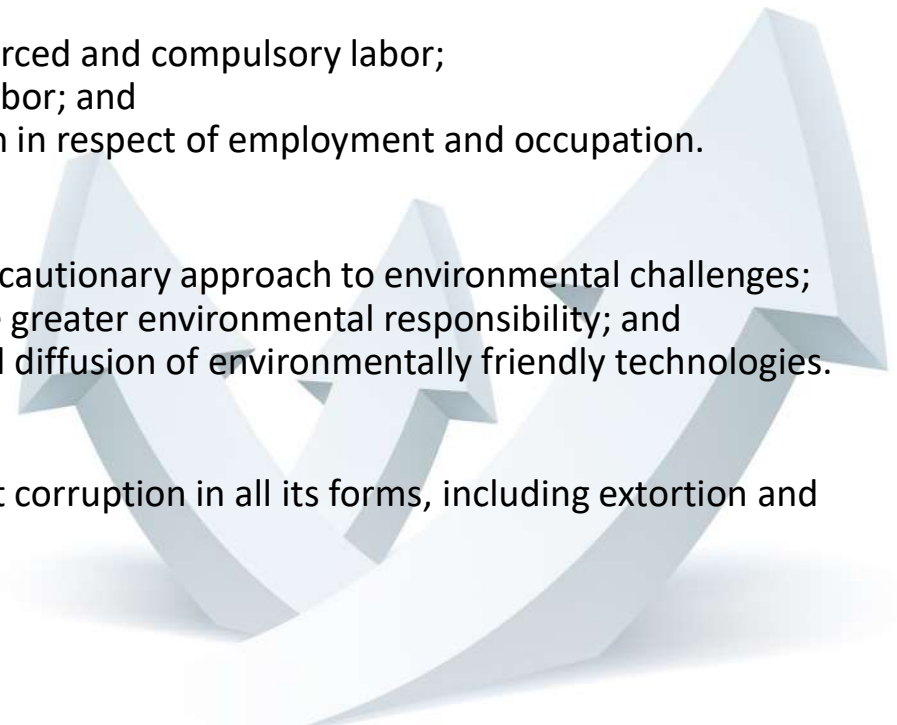 rced and compulsory labor;
bor; and
n in respect of employment and occupation.
cautionary approach to environmental challenges;
e greater environmental responsibility; and
d diffusion of environmentally friendly technologies.
t corruption in all its forms, including extortion and